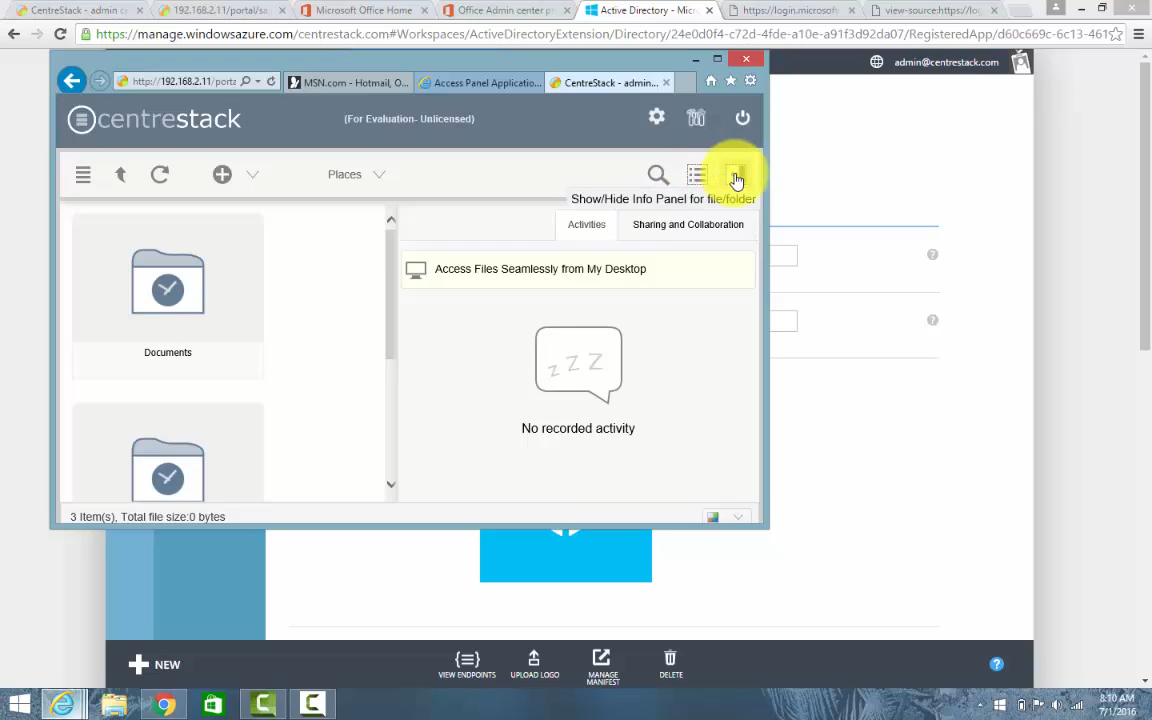 CentreStack - admin c
192.168.2.11/portal/sa
Microsoft Office Home
Office Admin center p
Active Directory - Micr
https://login.microsoft
view-source:https://log
https://manage.windowsazure.com/centrestack.com#Workspaces/ActiveDirectoryExtension/Directory/24e0d0f4-c72d-4fde-a10e-a91f3d92da07/RegisteredApp/d60c669c-6c13-461
admin@centrestack.com
http://192.168.2.11/porta
MSN.com - Hotmail, O...
Access Panel Application...
CentreStack - admin...
centrestack
(For Evaluation- Unlicensed)
Places
Show/Hide Info Panel for file/folder
Activities
Sharing and Collaboration
Access Files Seamlessly from My Desktop
z z z
Documents
No recorded activity
3 Item(s), Total file size:0 bytes
NEW
VIEW ENDPOINTS
UPLOAD LOGO
MANAGE
MANIFEST
DELETE
8:10 AM
7/1/2016